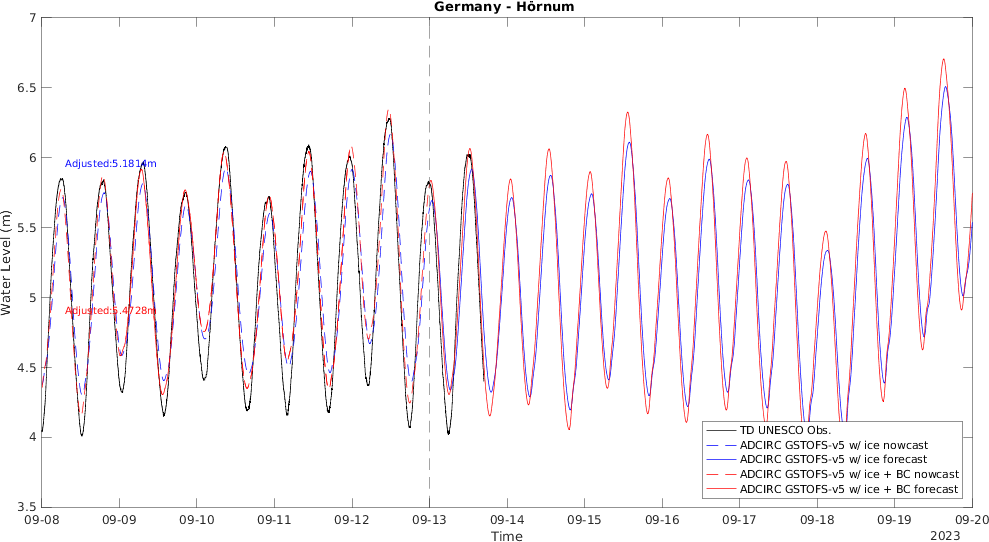 Germany - Hörnum
7
6.5
6
5.5
5
4.5
4
3.5
Water Level (m)
Adjusted:5.1814m
Adjusted:5.4728m
TD UNESCO Obs.
ADCIRC GSTOFS-v5 w/ ice nowcast
ADCIRC GSTOFS-v5 w/ ice forecast
ADCIRC GSTOFS-v5 w/ ice + BC nowcast
ADCIRC GSTOFS-v5 w/ ice + BC forecast
09-08 09-09 09-10 09-11 09-12 09-13 09-14 09-15 09-16 09-17 09-18 09-19 09-20
Time
2023